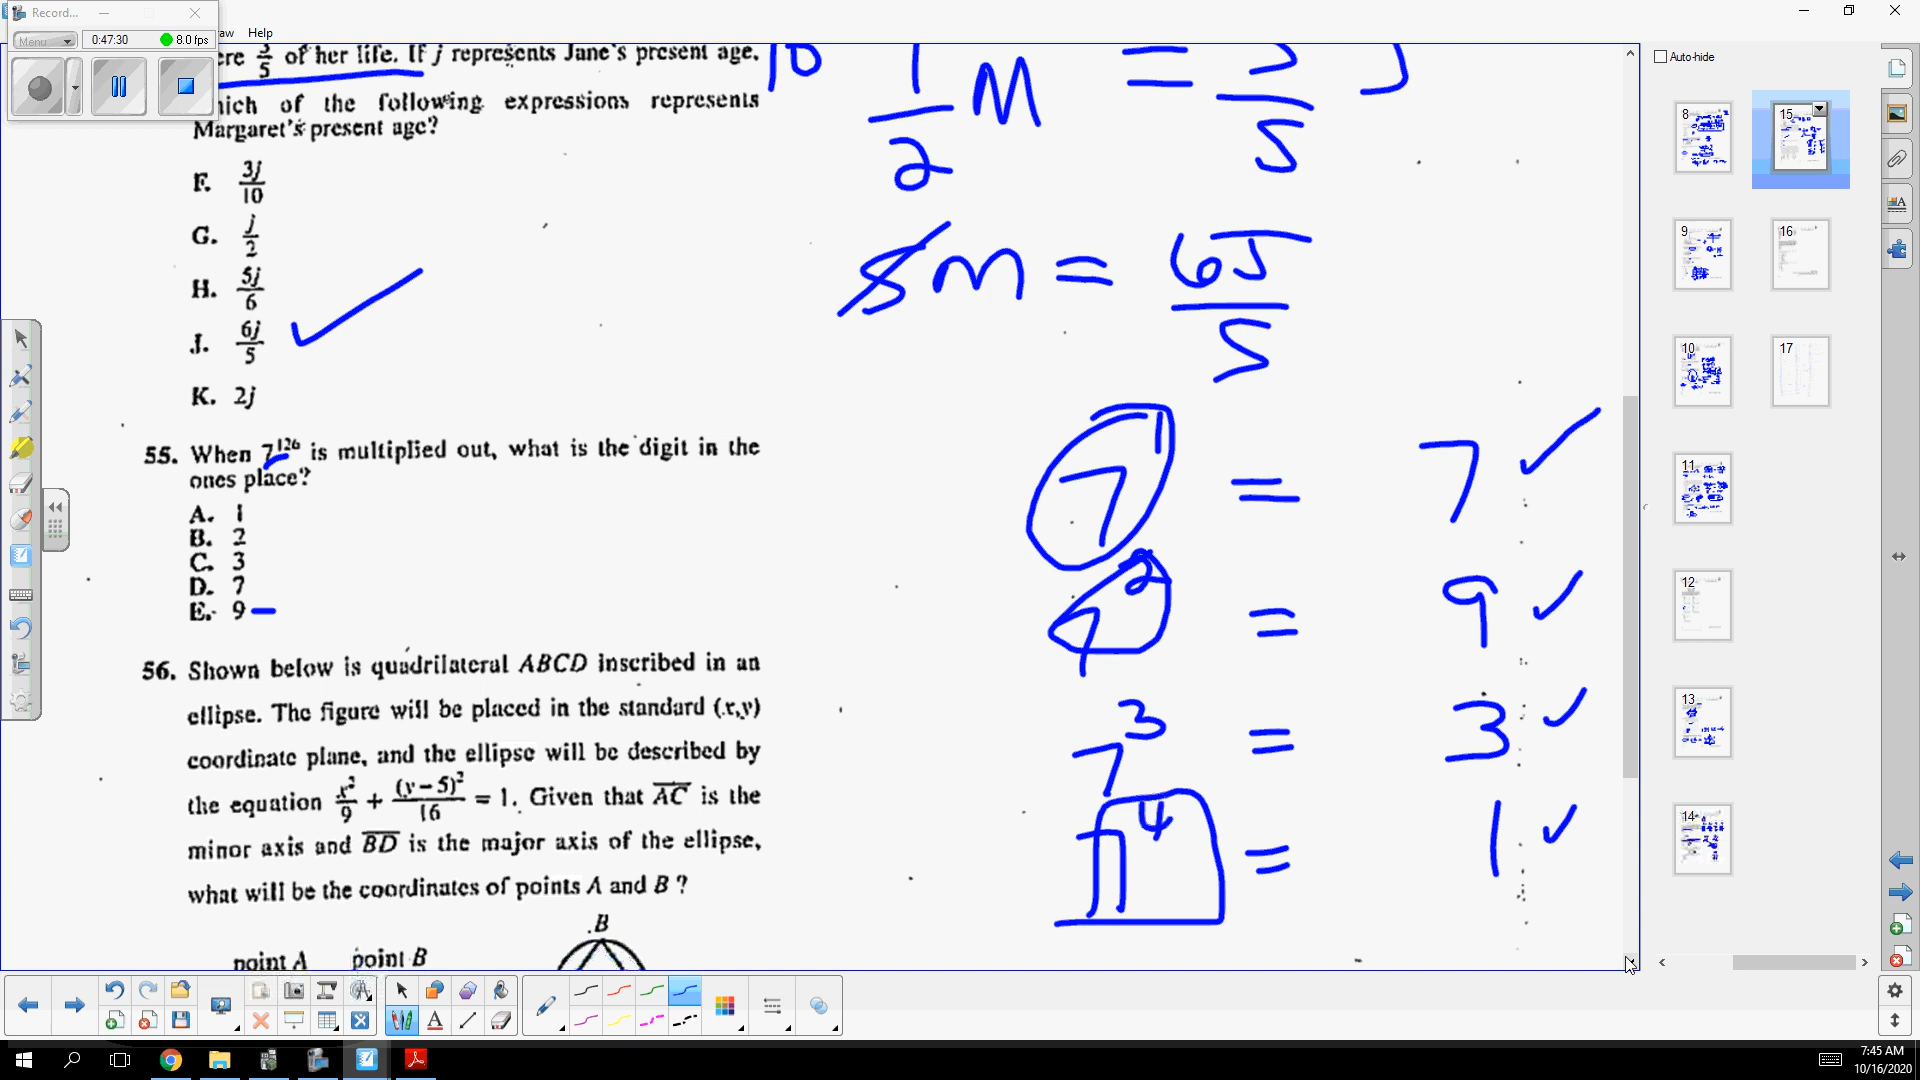 Record...
Menu
0:47:30
8.0 fps
aw
Help
ere 3/5 of her life. If j represents Jane's present age,
hich of the following expressions represents
Margaret's present age?
F. 3j/10
G. j/2
H. 5j/6
J. 6j/5
K. 2j
1/2 M = 5 J
8M = 6J/5
55. When 7^126 is multiplied out, what is the digit in the
ones place?
A. 1
B. 2
C. 3
D. 7
E. 9
7^1 = 7
7^2 = 9
7^3 = 3
7^4 = 1
56. Shown below is quadrilateral ABCD inscribed in an
ellipse. The figure will be placed in the standard (x,y)
coordinate plane, and the ellipse will be described by
the equation x²/9 + (y – 5)²/16 = 1. Given that AC is the
minor axis and BD is the major axis of the ellipse,
what will be the coordinates of points A and B ?
B
point A point B
Auto-hide
8
15
9
16
10
17
11
12
13
14
7:45 AM
10/16/2020